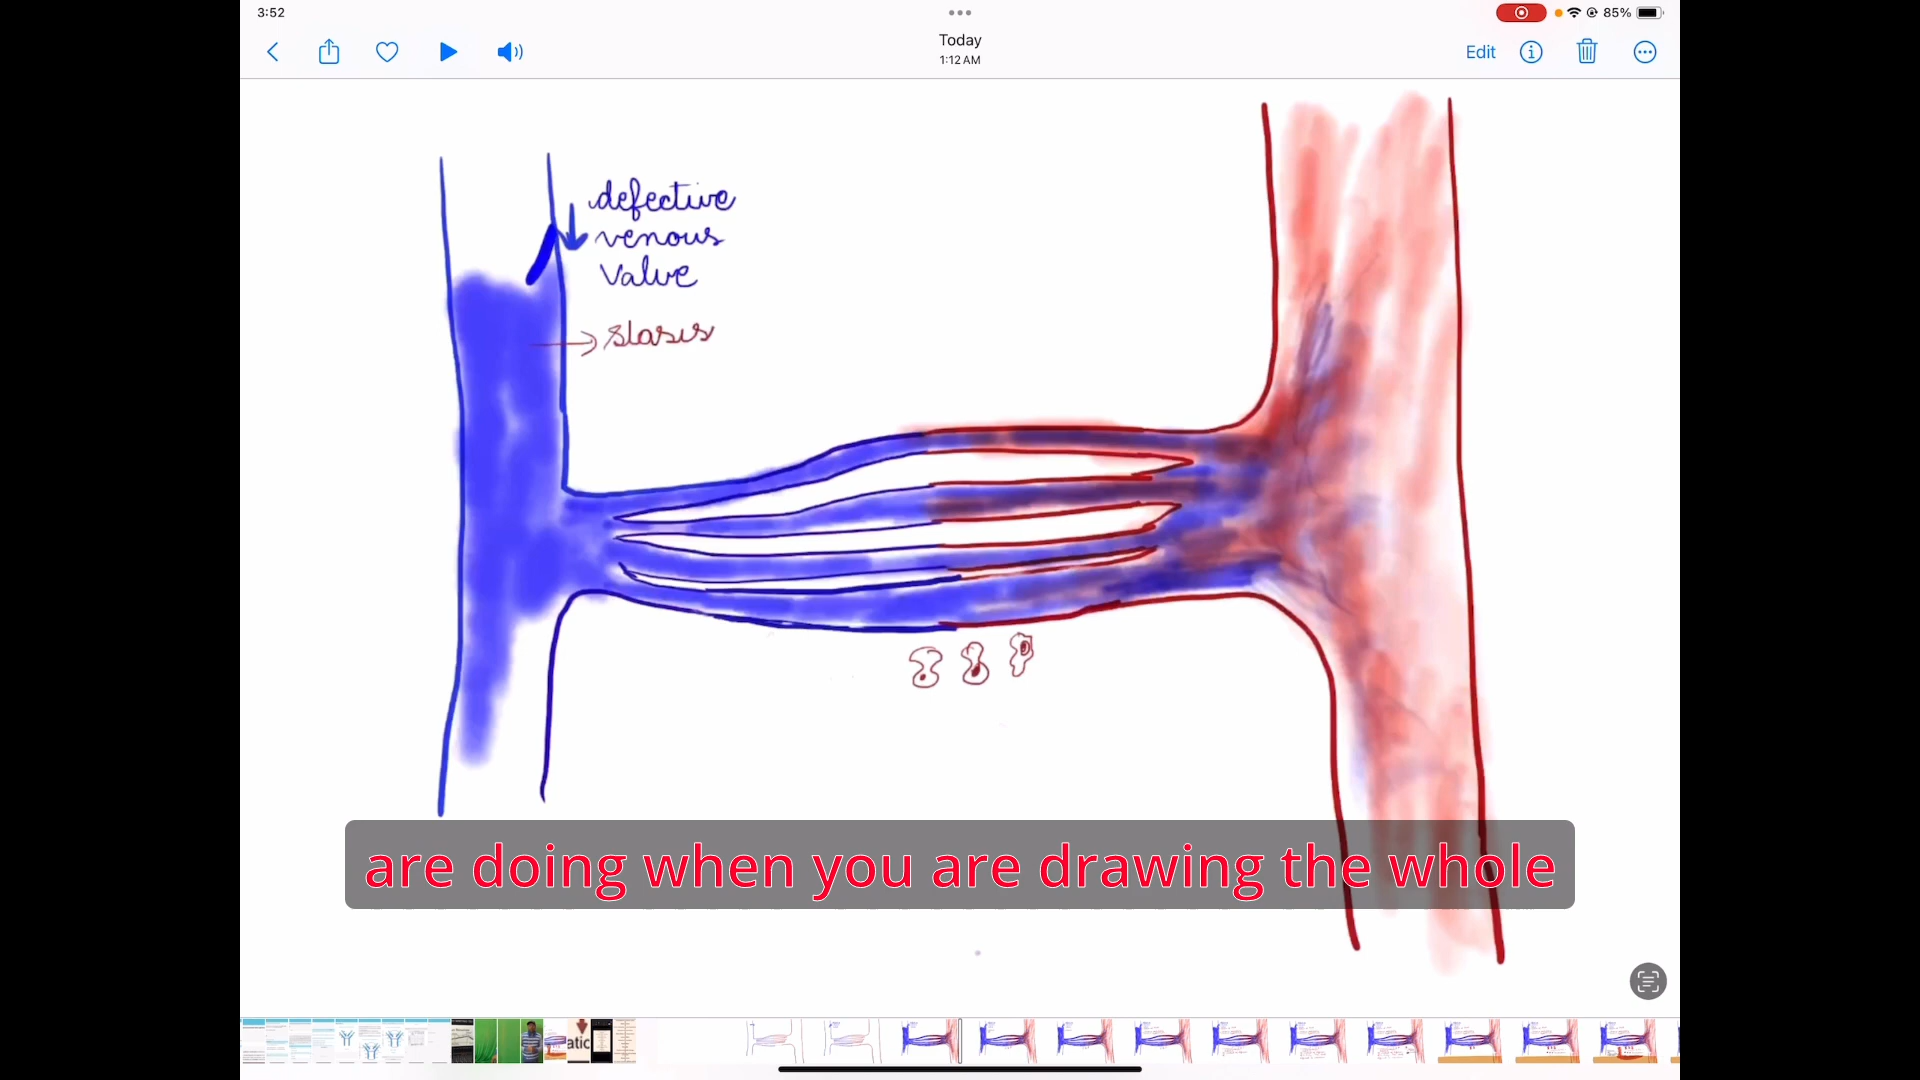 3:52
85%
Today
1:12 AM
Edit
defective
venous
valve
stasis
are doing when you are drawing the whole
atic